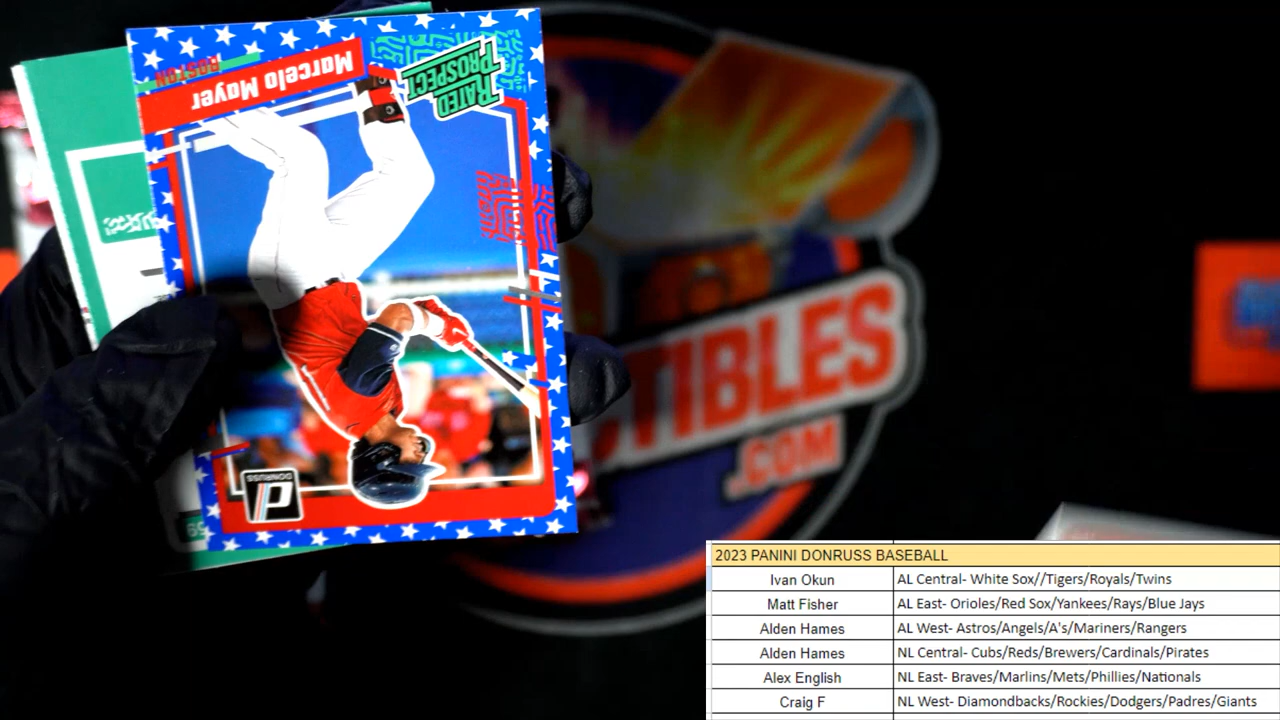 Marcelo Mayer
BOSTON
RATED
PROSPECT
DONRUSS
59
TIBLES
.COM
2023 PANINI DONRUSS BASEBALL
Ivan Okun AL Central- White Sox//Tigers/Royals/Twins
Matt Fisher AL East- Orioles/Red Sox/Yankees/Rays/Blue Jays
Alden Hames AL West- Astros/Angels/A's/Mariners/Rangers
Alden Hames NL Central- Cubs/Reds/Brewers/Cardinals/Pirates
Alex English NL East- Braves/Marlins/Mets/Phillies/Nationals
Craig F NL West- Diamondbacks/Rockies/Dodgers/Padres/Giants